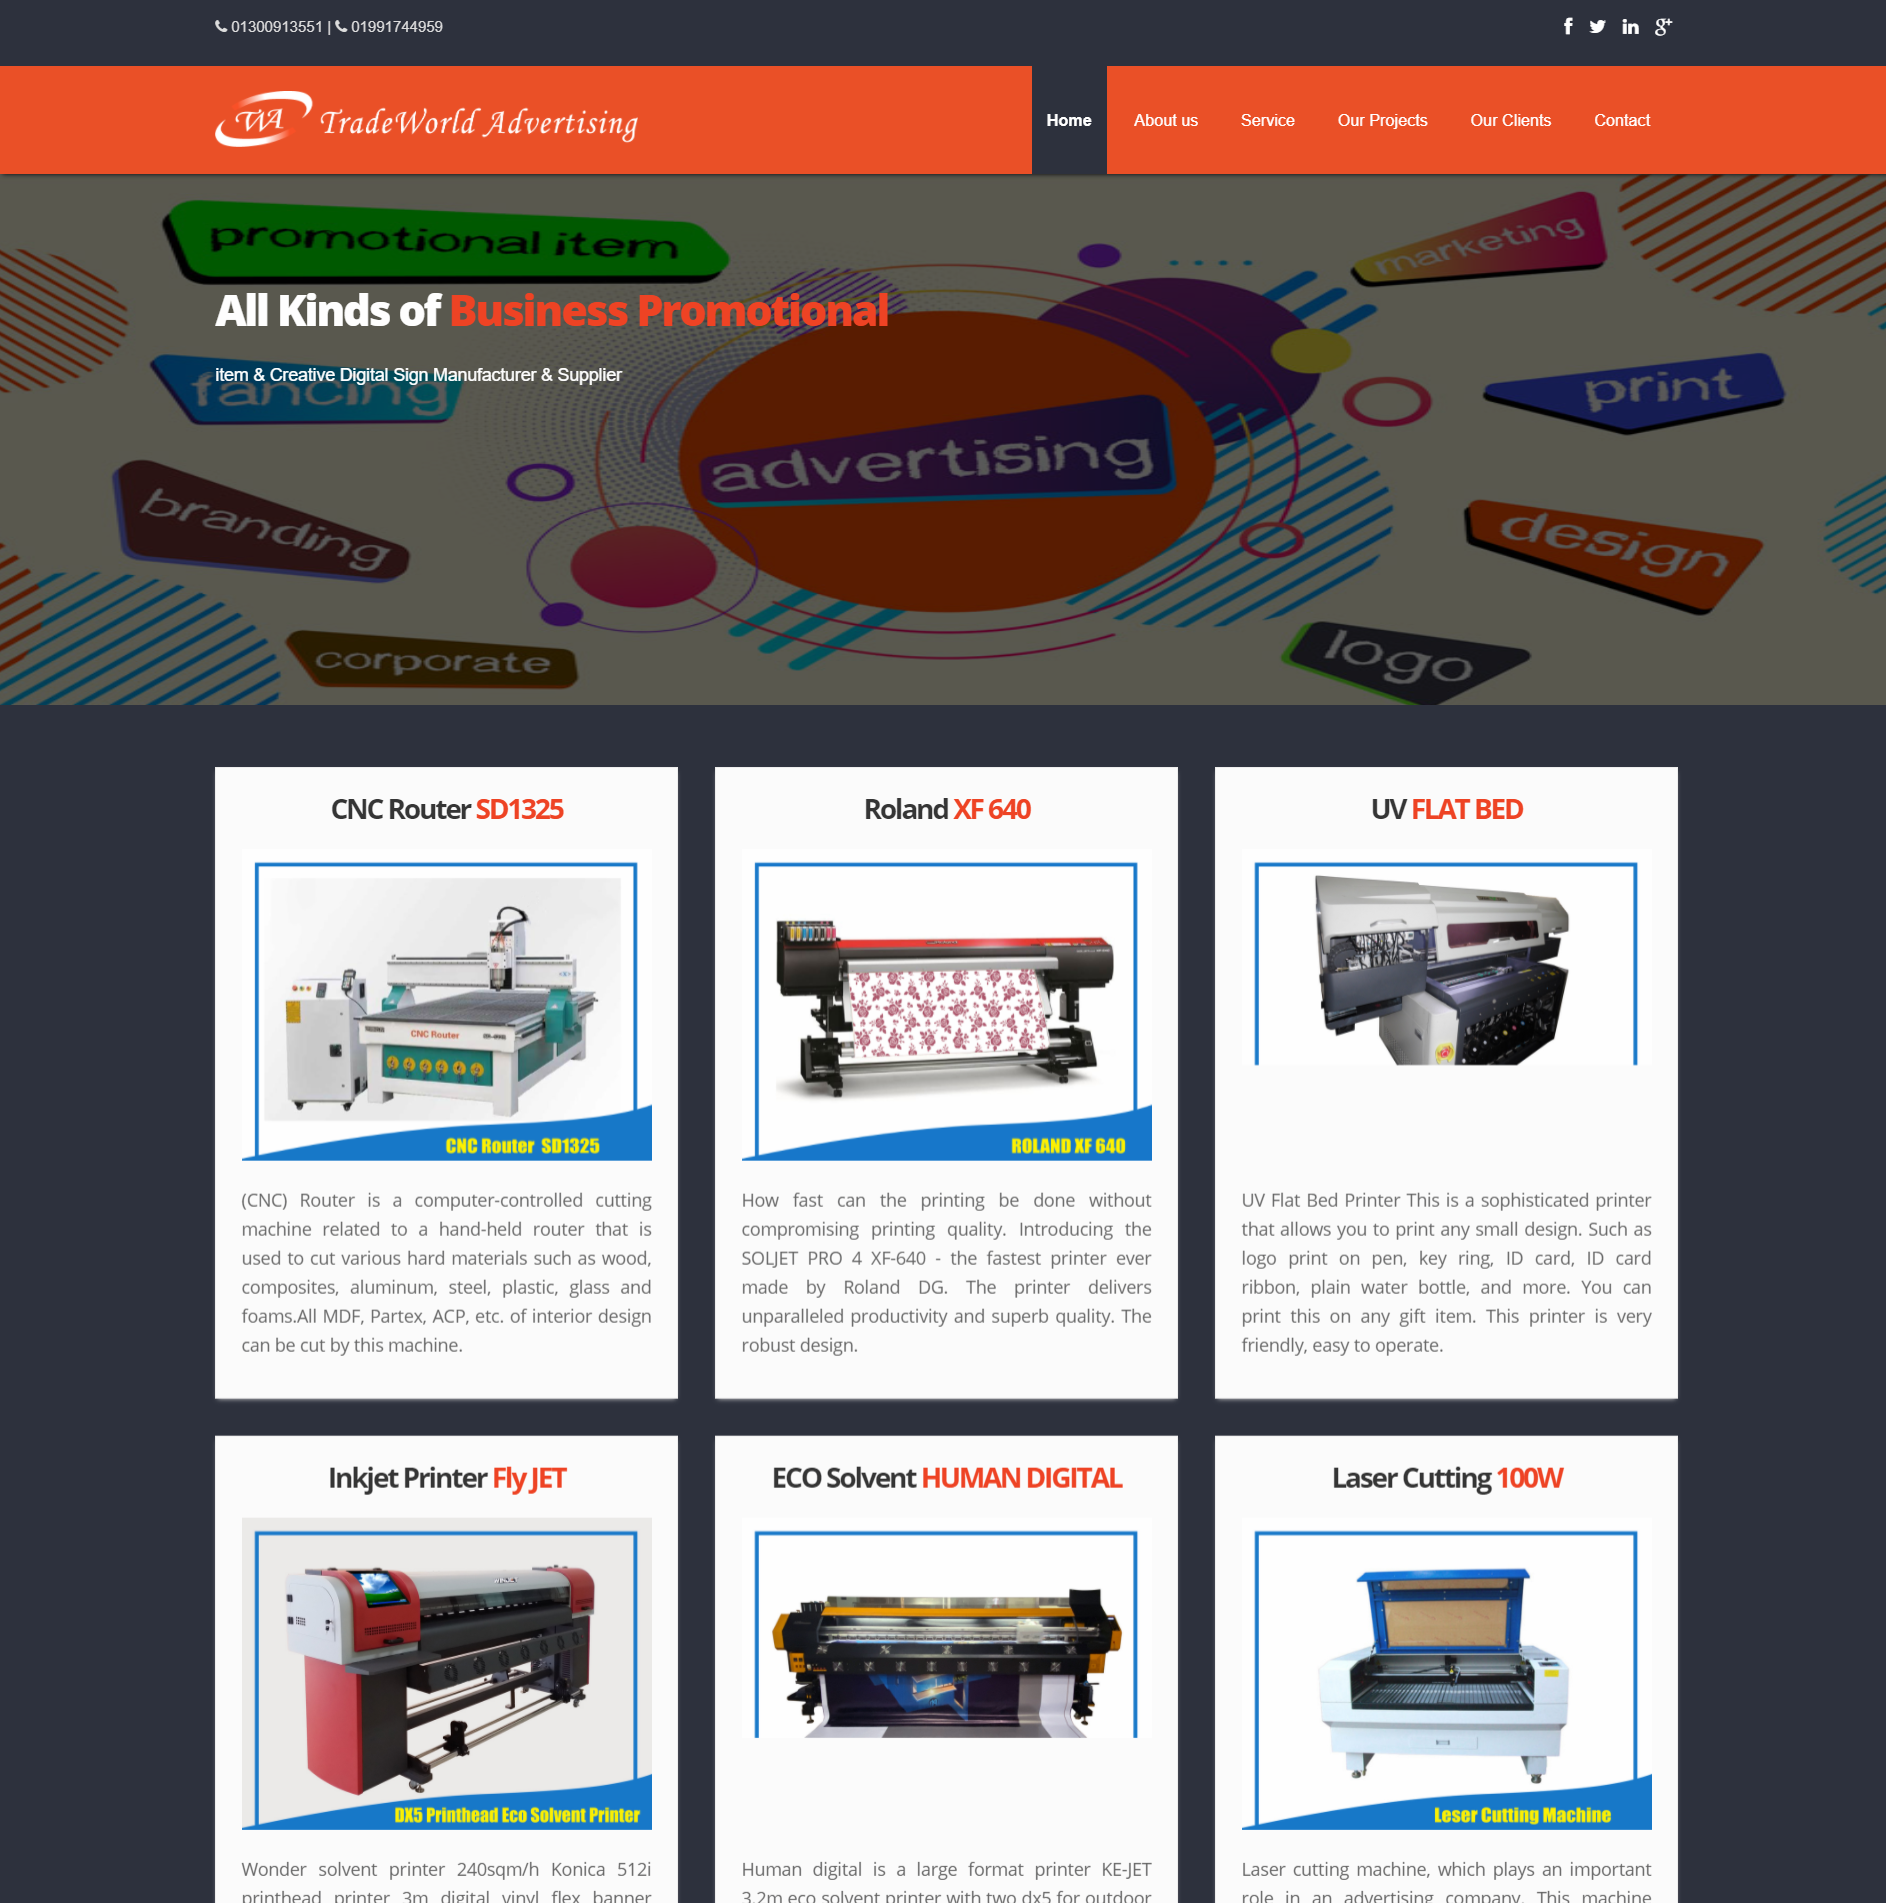 01300913551 | 01991744959
TWA TradeWorld Advertising
Home About us Service Our Projects Our Clients Contact
promotional item
marketing
All Kinds of Business Promotional
item & Creative Digital Sign Manufacturer & Supplier
fancing
print
advertising
branding
design
corporate
logo
CNC Router SD1325
CNC Router
CNC Router SD1325
(CNC) Router is a computer-controlled cutting
machine related to a hand-held router that is
used to cut various hard materials such as wood,
composites, aluminum, steel, plastic, glass and
foams.All MDF, Partex, ACP, etc. of interior design
can be cut by this machine.
Roland XF 640
ROLAND XF 640
How fast can the printing be done without
compromising printing quality. Introducing the
SOLJET PRO 4 XF-640 - the fastest printer ever
made by Roland DG. The printer delivers
unparalleled productivity and superb quality. The
robust design.
UV FLAT BED
UV Flat Bed Printer This is a sophisticated printer
that allows you to print any small design. Such as
logo print on pen, key ring, ID card, ID card
ribbon, plain water bottle, and more. You can
print this on any gift item. This printer is very
friendly, easy to operate.
Inkjet Printer Fly JET
DX5 Printhead Eco Solvent Printer
Wonder solvent printer 240sqm/h Konica 512i
printhead printer 3m digital vinyl flex banner
ECO Solvent HUMAN DIGITAL
Human digital is a large format printer KE-JET
3.2m eco solvent printer with two dx5 for outdoor
Laser Cutting 100W
Leser Cutting Machine
Laser cutting machine, which plays an important
role in an advertising company. This machine